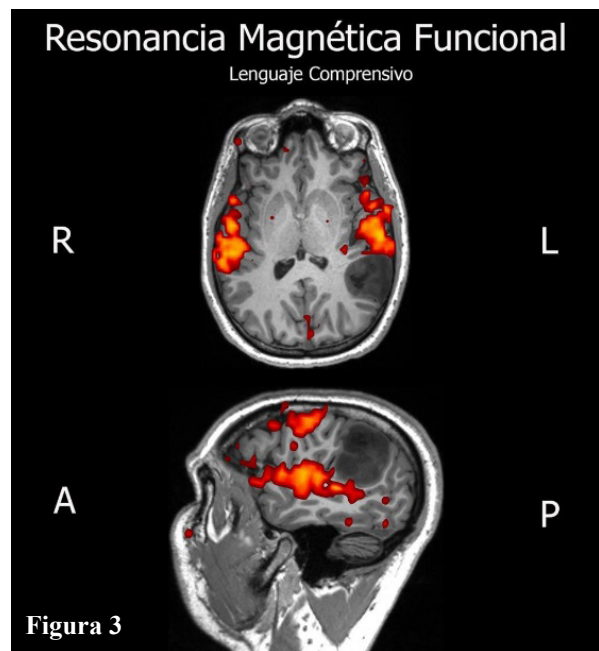 Resonancia Magnética Funcional
Lenguaje Comprensivo
R
L
A
P
Figura 3